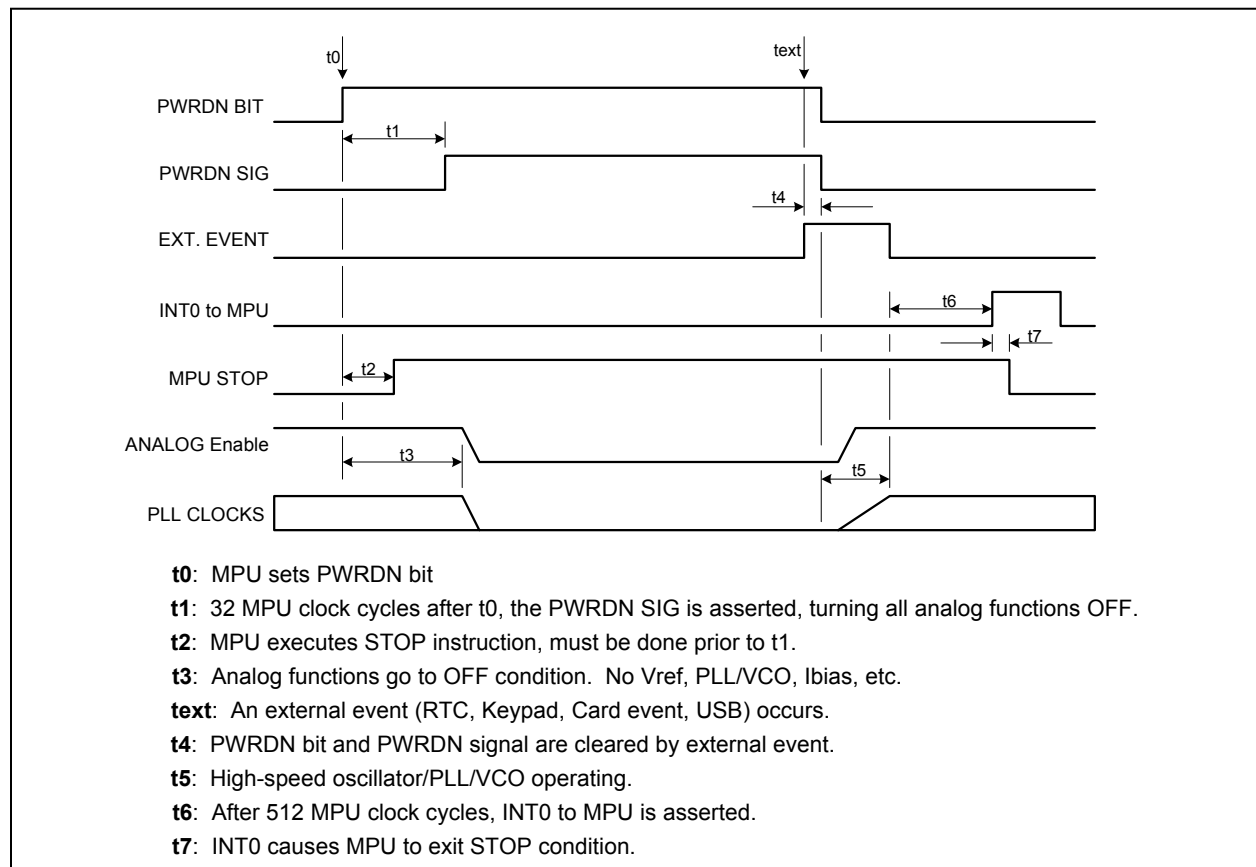 t0
text
PWRDN BIT
t1
PWRDN SIG
t4
EXT. EVENT
INT0 to MPU
t6
t7
MPU STOP
t2
ANALOG Enable
t3
t5
PLL CLOCKS
t0: MPU sets PWRDN bit
t1: 32 MPU clock cycles after t0, the PWRDN SIG is asserted, turning all analog functions OFF.
t2: MPU executes STOP instruction, must be done prior to t1.
t3: Analog functions go to OFF condition. No Vref, PLL/VCO, Ibias, etc.
text: An external event (RTC, Keypad, Card event, USB) occurs.
t4: PWRDN bit and PWRDN signal are cleared by external event.
t5: High-speed oscillator/PLL/VCO operating.
t6: After 512 MPU clock cycles, INT0 to MPU is asserted.
t7: INT0 causes MPU to exit STOP condition.